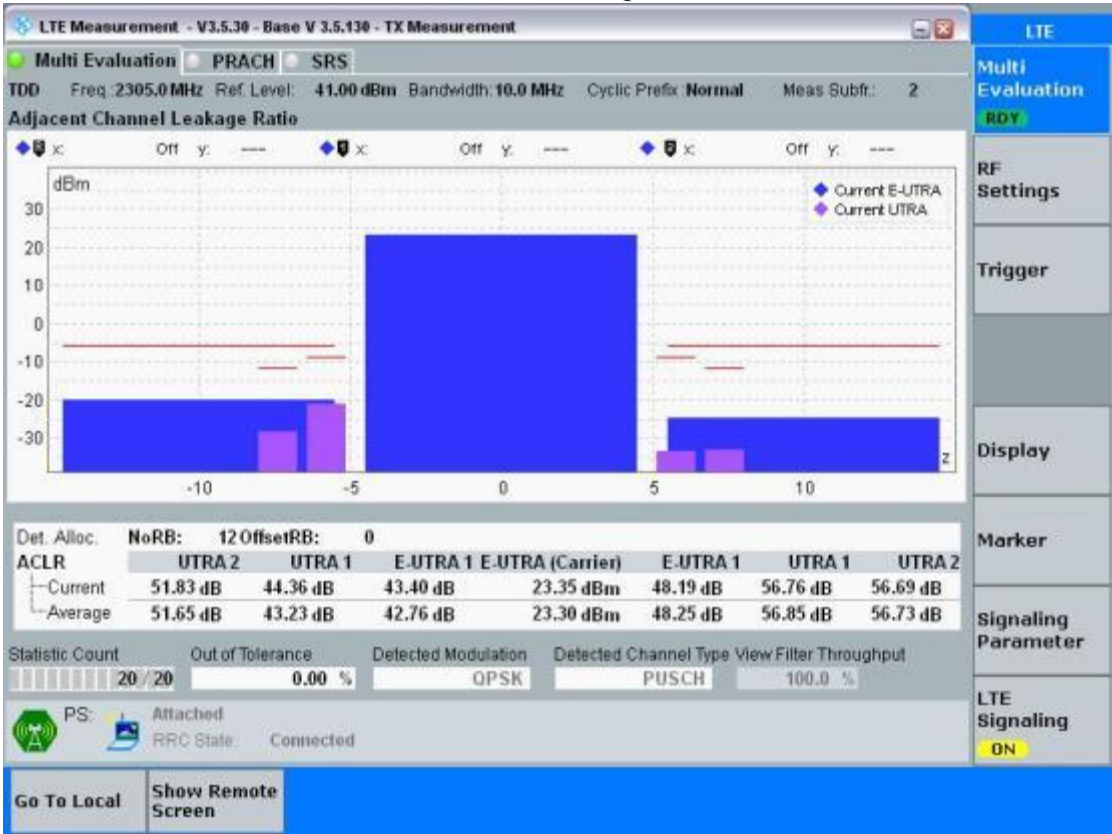 LTE Measurement - V3.5.30 - Base V 3.5.130 - TX Measurement
Multi Evaluation PRACH SRS
TDD Freq.:2305.0 MHz Ref. Level: 41.00 dBm Bandwidth: 10.0 MHz Cyclic Prefix: Normal Meas Subfr.: 2
Adjacent Channel Leakage Ratio
x: Off y: --- x: Off y: --- x: Off y: ---
dBm
Current E-UTRA
Current UTRA
30
20
10
0
-10
-20
-30
z
-10 -5 0 5 10
Det. Alloc. NoRB: 12 OffsetRB: 0
ACLR UTRA 2 UTRA 1 E-UTRA 1 E-UTRA (Carrier) E-UTRA 1 UTRA 1 UTRA 2
Current 51.83 dB 44.36 dB 43.40 dB 23.35 dBm 48.19 dB 56.76 dB 56.69 dB
Average 51.65 dB 43.23 dB 42.76 dB 23.30 dBm 48.25 dB 56.85 dB 56.73 dB
Statistic Count Out of Tolerance Detected Modulation Detected Channel Type View Filter Throughput
20 / 20 0.00 % QPSK PUSCH 100.0 %
PS: Attached
RRC State: Connected
Go To Local
Show Remote
Screen
LTE
Multi
Evaluation
RDY
RF
Settings
Trigger
Display
Marker
Signaling
Parameter
LTE
Signaling
ON